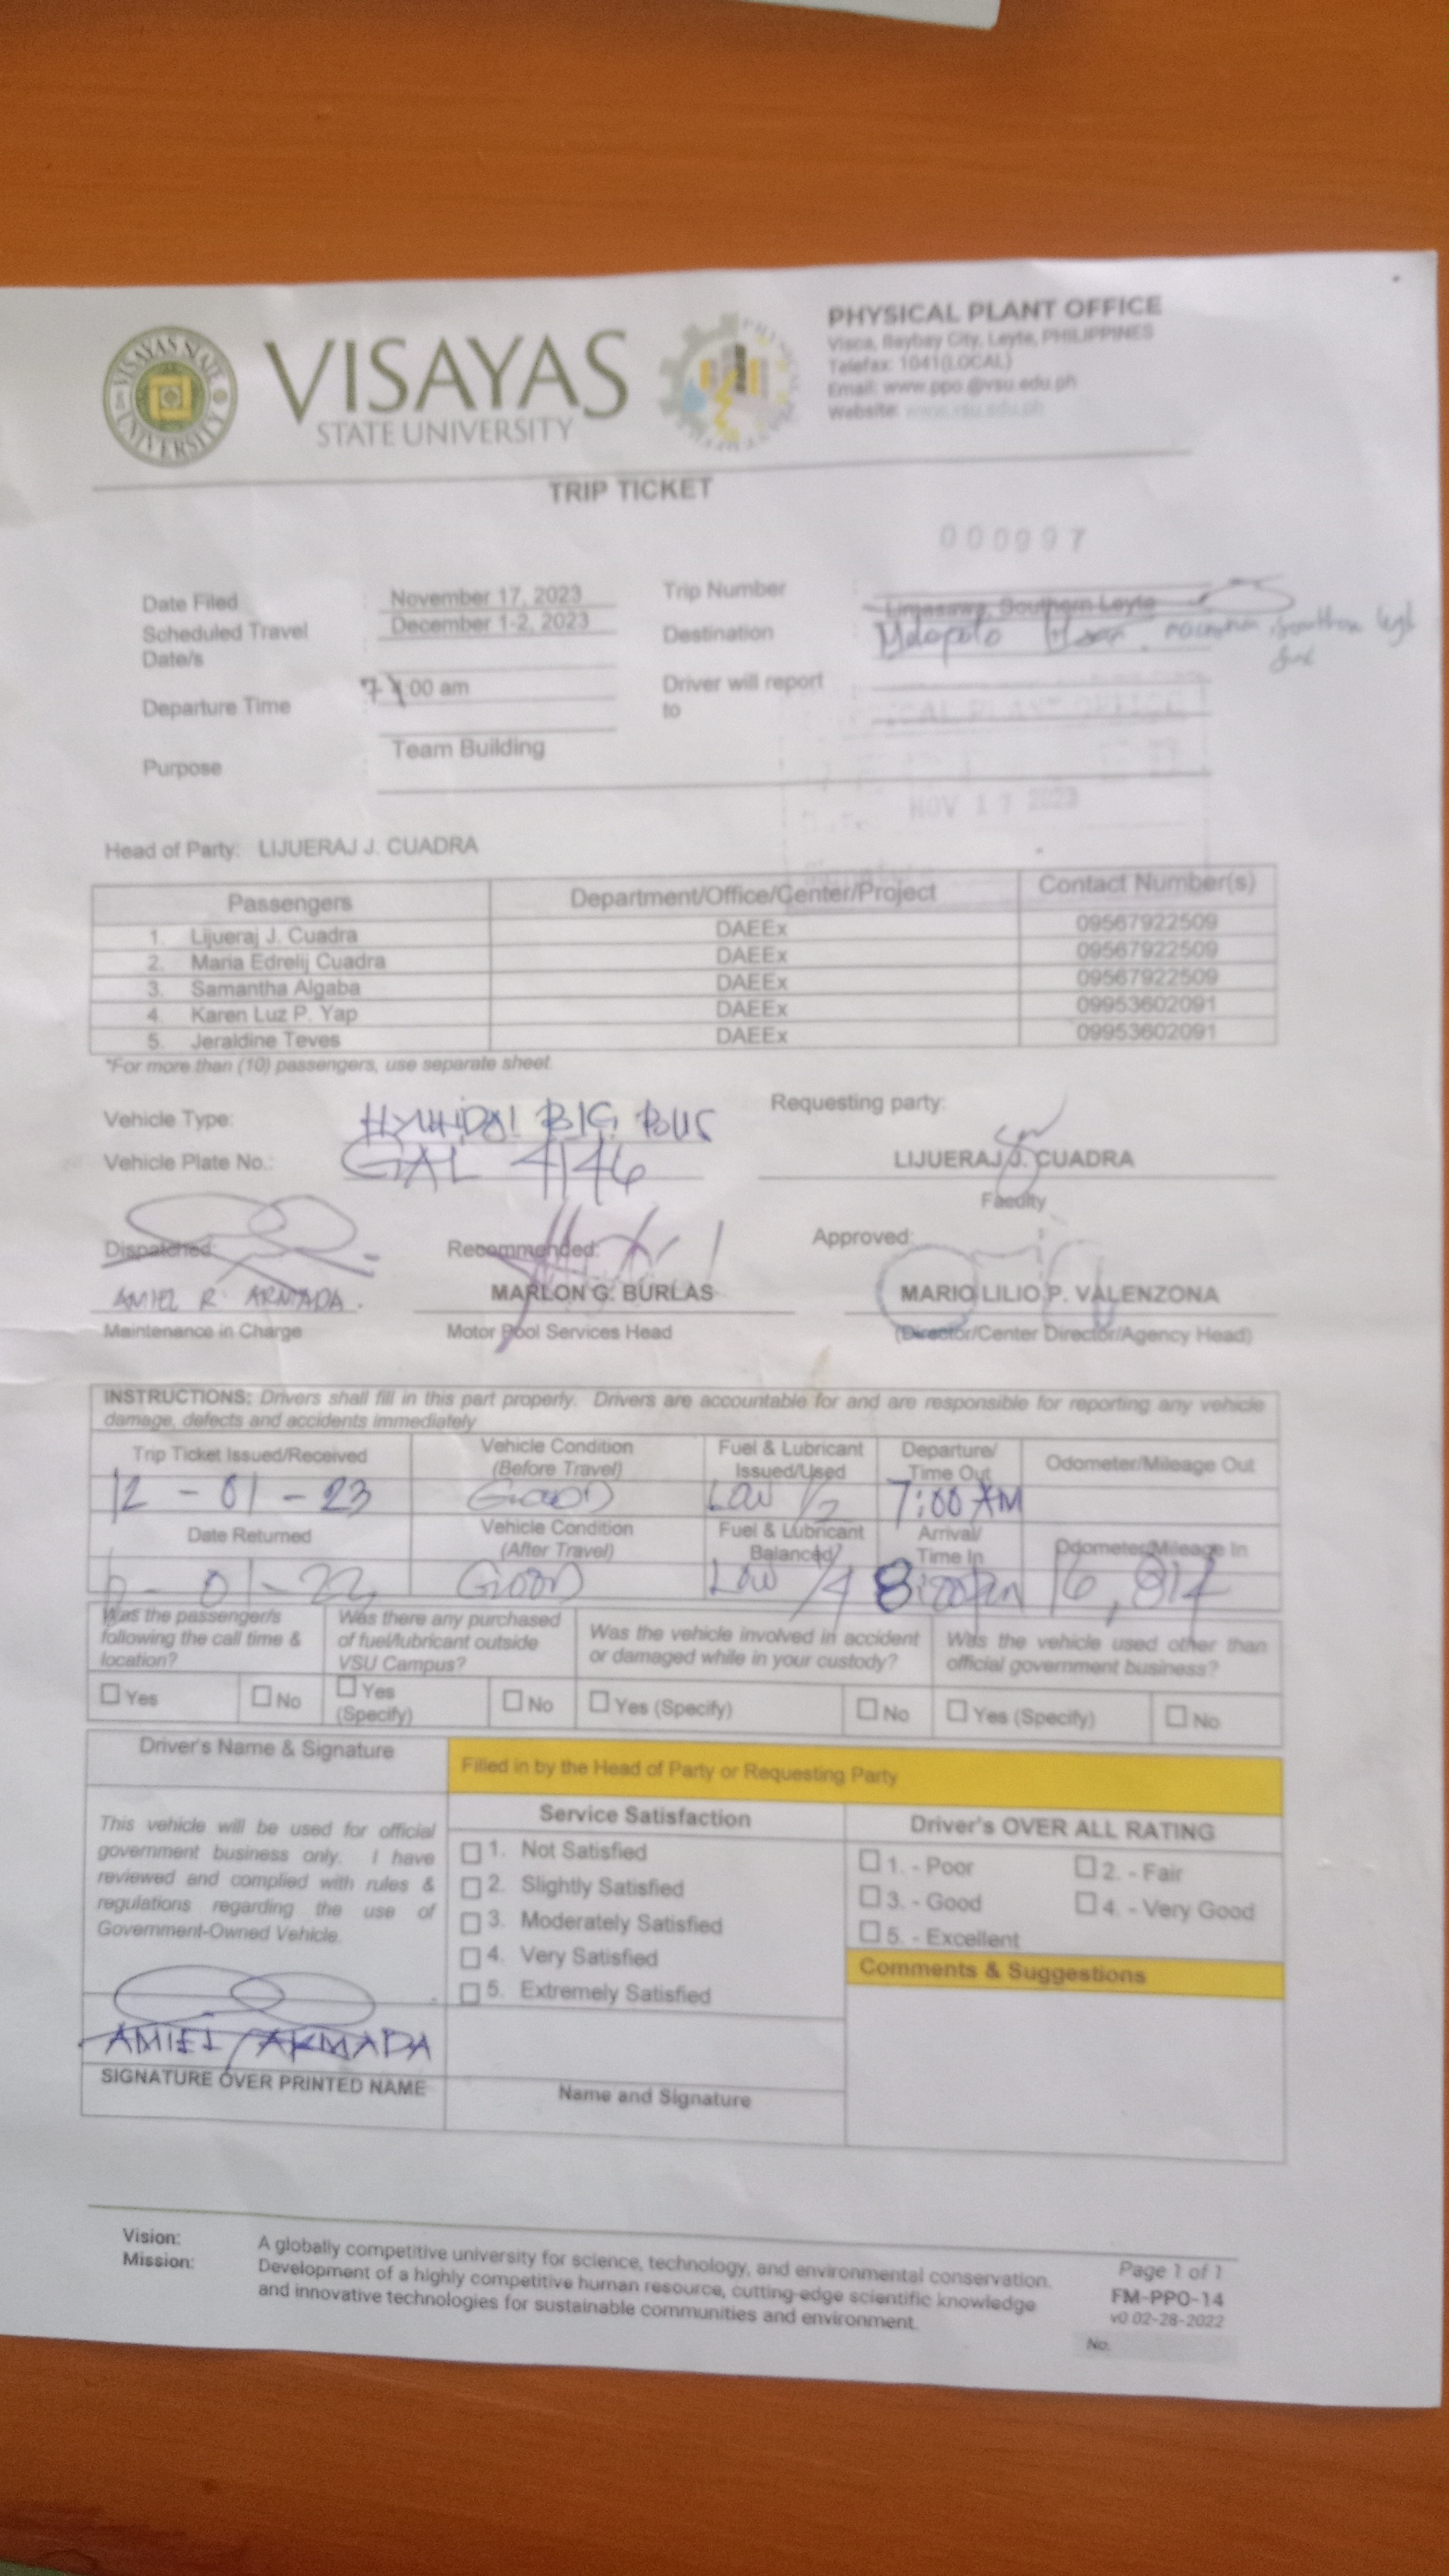 VISAYAS STATE UNIVERSITY
VISAYAS
STATE UNIVERSITY
PHYSICAL PLANT OFFICE
Visca, Baybay City, Leyte, PHILIPPINES
Telefax: 1041(LOCAL)
Email: www.ppo @vsu.edu.ph
Website: www.vsu.edu.ph
TRIP TICKET
000997
Date Filed : November 17, 2023
Trip Number :
Scheduled Travel Date/s : December 1-2, 2023
Destination : Limasawa, Southern Leyte
Departure Time : 7:00 am
Driver will report to :
Purpose : Team Building
NOV 17 2023
Head of Party: LIJUERAJ J. CUADRA
Passengers Department/Office/Center/Project Contact Number(s)
1. Lijueraj J. Cuadra DAEEx 09567922509
2. Maria Edrelij Cuadra DAEEx 09567922509
3. Samantha Algaba DAEEx 09567922509
4. Karen Luz P. Yap DAEEx 09953602091
5. Jeraldine Teves DAEEx 09953602091
*For more than (10) passengers, use separate sheet.
Vehicle Type: HYUNDAI BIG BUS
Requesting party:
Vehicle Plate No.: GAL 4146
LIJUERAJ J. CUADRA
Faculty
Dispatched: Recommended: Approved:
AMIEL R. ARMADA MARLON G. BURLAS MARIO LILIO P. VALENZONA
Maintenance in Charge Motor Pool Services Head (Director/Center Director/Agency Head)
INSTRUCTIONS: Drivers shall fill in this part properly. Drivers are accountable for and are responsible for reporting any vehicle
damage, defects and accidents immediately
Trip Ticket Issued/Received Vehicle Condition (Before Travel) Fuel & Lubricant Issued/Used Departure/ Time Out Odometer/Mileage Out
12 - 01 - 23 GOOD Low 1/2 7:00 AM
Date Returned Vehicle Condition (After Travel) Fuel & Lubricant Balanced Arrival/ Time In Odometer/Mileage In
GOOD Low 1/4 8:00pm
Was the passenger/s following the call time & location?
Was there any purchased of fuel/lubricant outside VSU Campus?
Was the vehicle involved in accident or damaged while in your custody?
Was the vehicle used other than official government business?
Yes No Yes (Specify) No Yes (Specify) No Yes (Specify) No
Driver's Name & Signature
Filled in by the Head of Party or Requesting Party
This vehicle will be used for official
government business only. I have
reviewed and complied with rules &
regulations regarding the use of
Government-Owned Vehicle.
AMIEL ARMADA
SIGNATURE OVER PRINTED NAME
Service Satisfaction
1. Not Satisfied
2. Slightly Satisfied
3. Moderately Satisfied
4. Very Satisfied
5. Extremely Satisfied
Name and Signature
Driver's OVER ALL RATING
1. - Poor 2. - Fair
3. - Good 4. - Very Good
5. - Excellent
Comments & Suggestions
Vision: A globally competitive university for science, technology, and environmental conservation.
Mission: Development of a highly competitive human resource, cutting-edge scientific knowledge
and innovative technologies for sustainable communities and environment.
Page 1 of 1
FM-PPO-14
v0 02-28-2022
No.